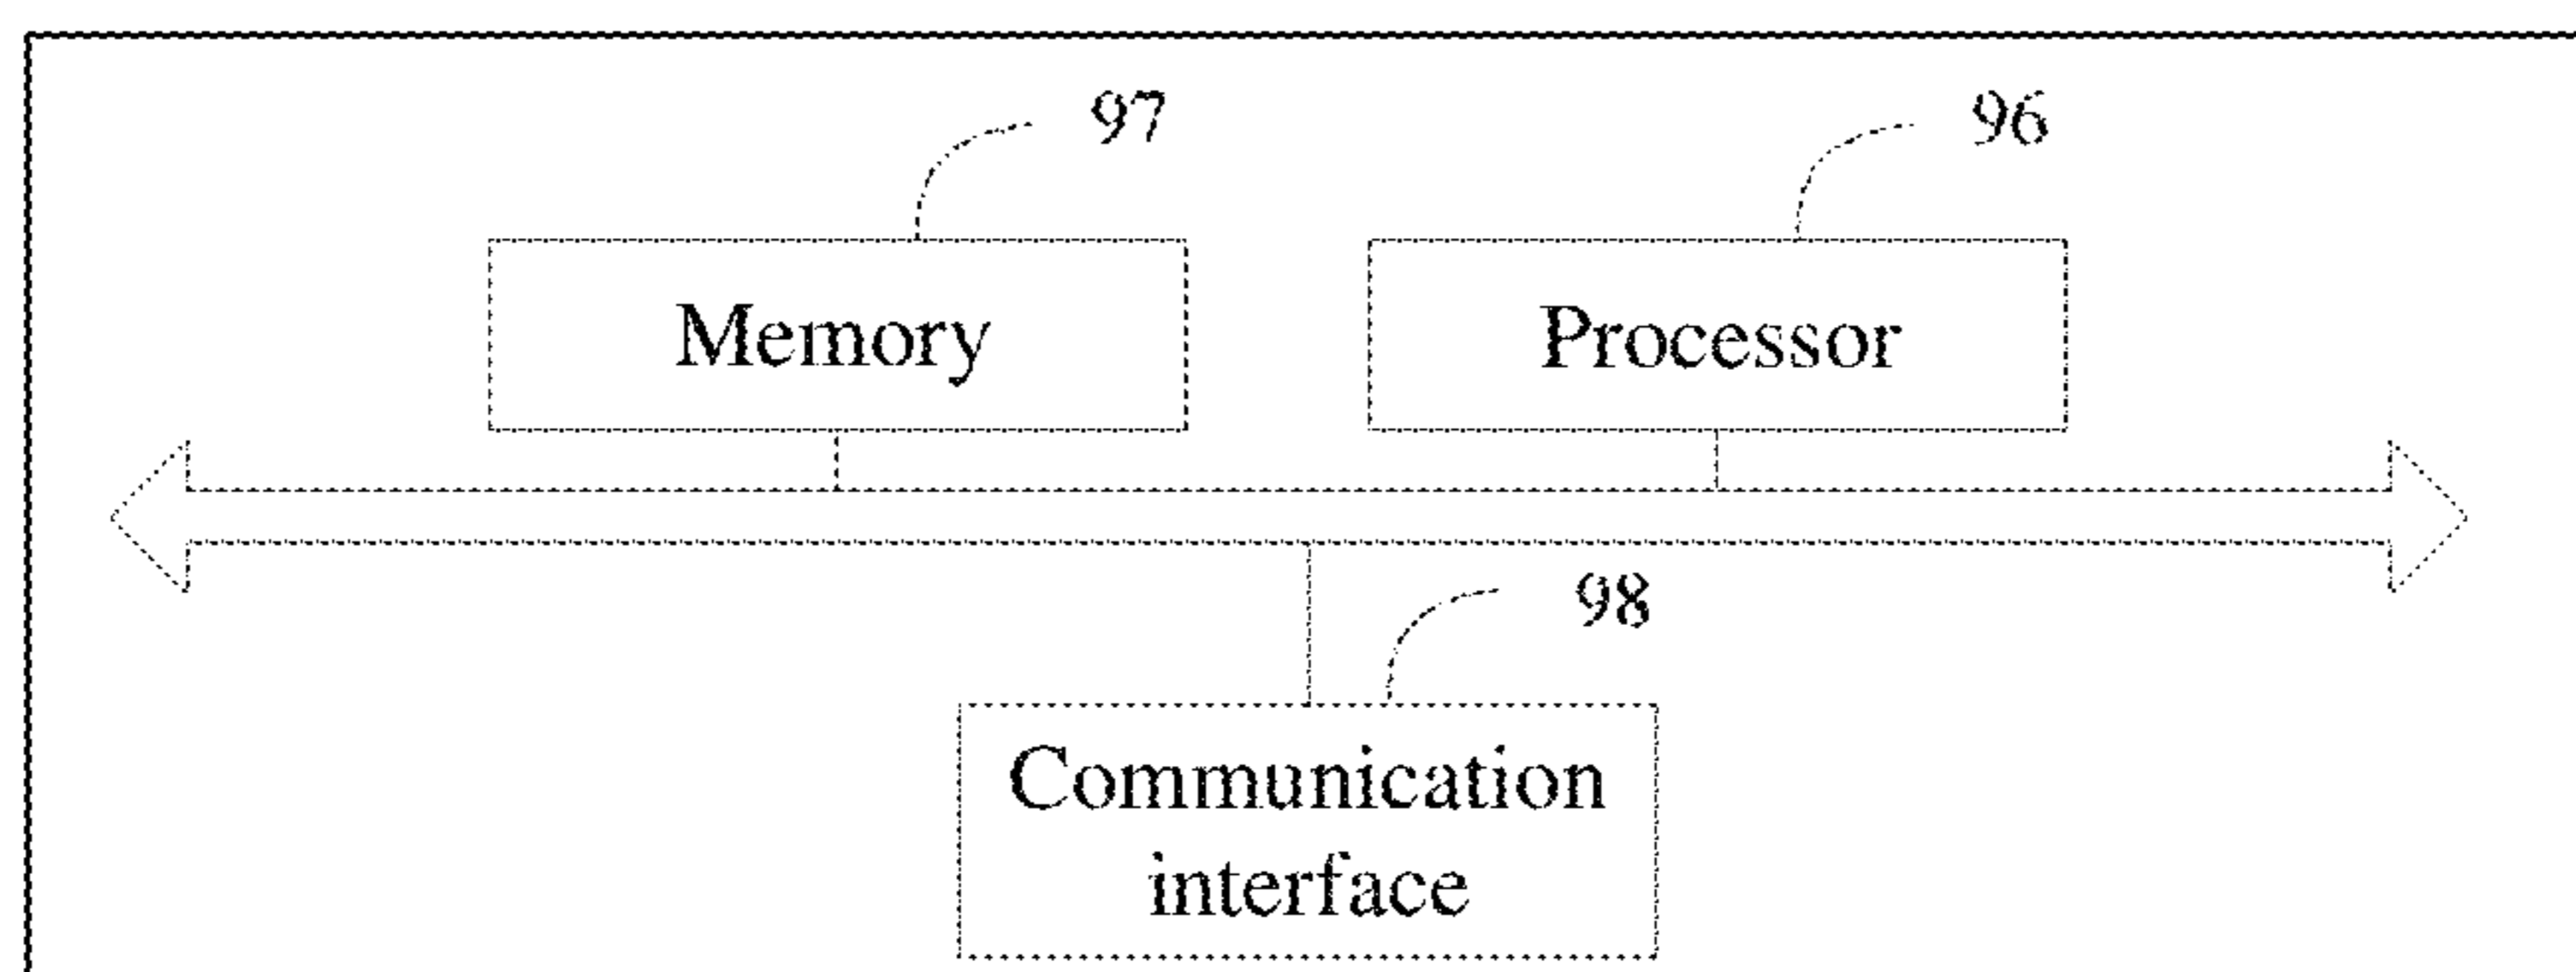 97
96
Memory
Processor
98
Communication
interface